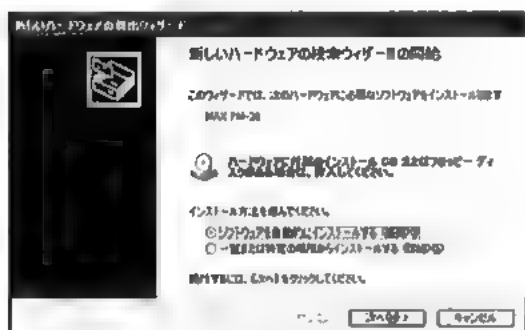 新しいハードウェアの検出ウィザード
新しいハードウェアの検索ウィザードの開始
このウィザードでは、次のハードウェアに必要なソフトウェアをインストールします
MAX PM-20
ハードウェアに付属のインストール CD またはフロッピー ディ
スクがある場合は、挿入してください。
インストール方法を選んでください。
ソフトウェアを自動的にインストールする (推奨)(I)
一覧または特定の場所からインストールする (詳細)(S)
続行するには、[次へ] をクリックしてください。
次へ(N) >
キャンセル